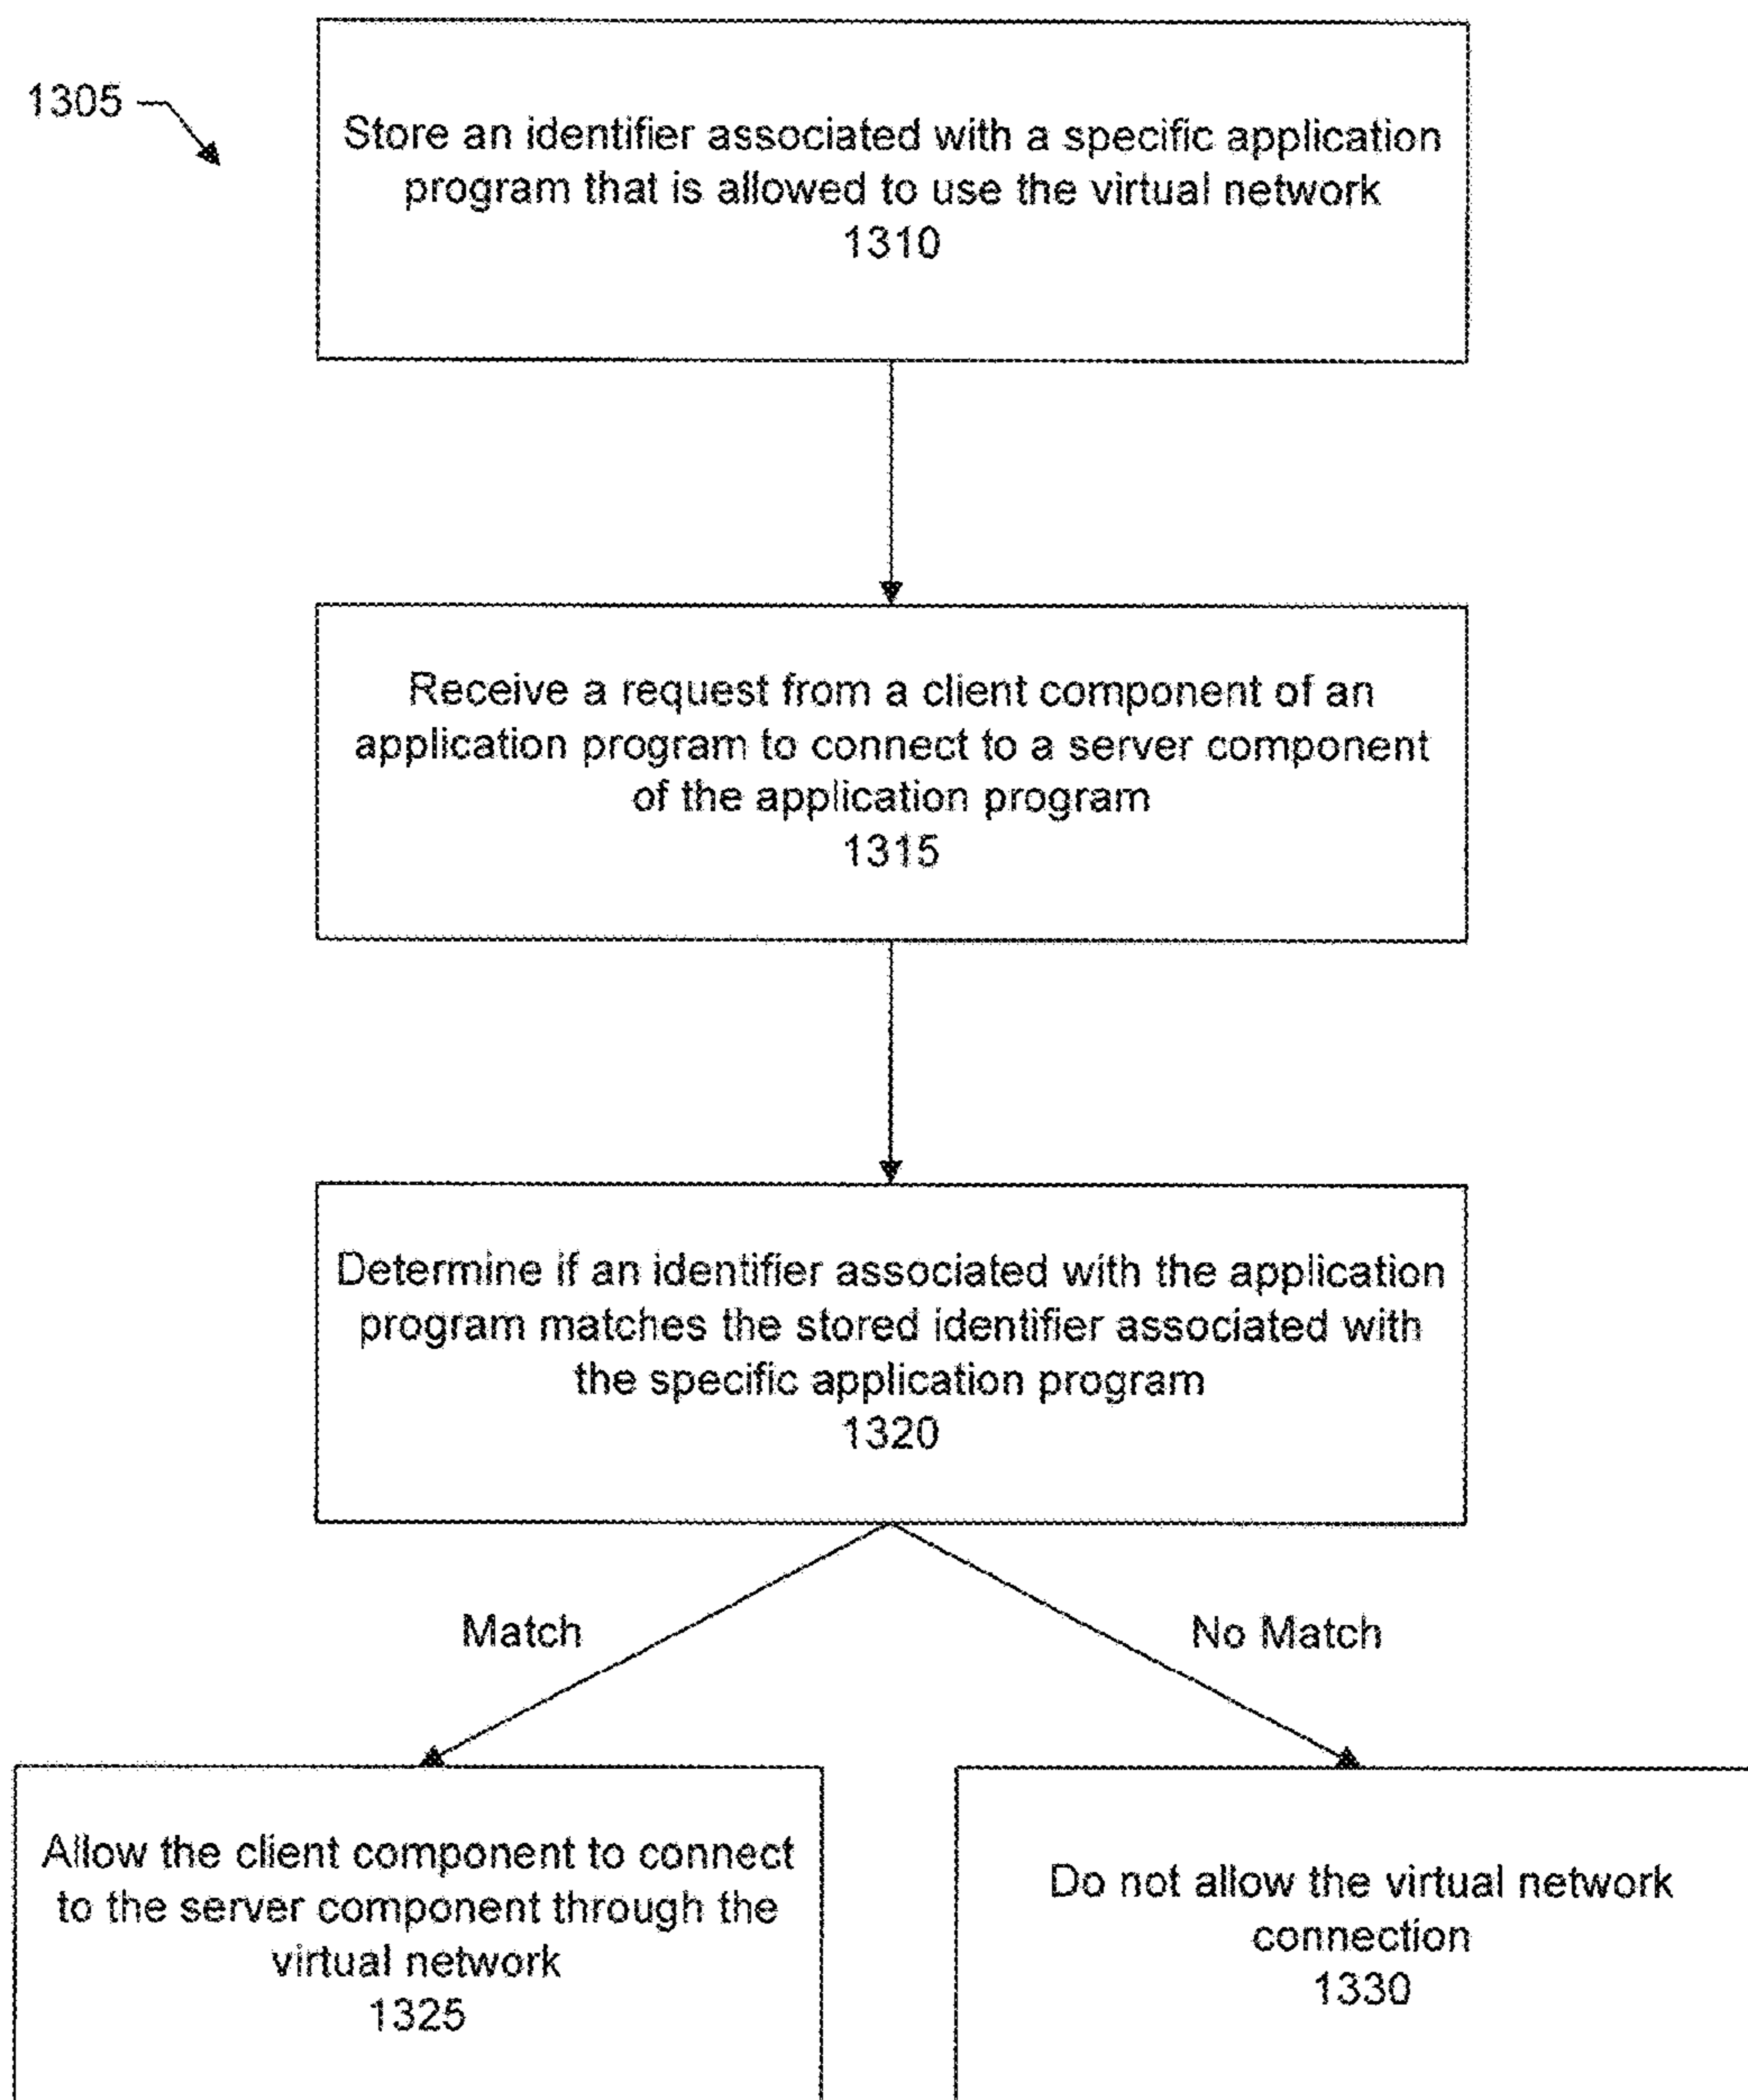 1305
Store an identifier associated with a specific application
program that is allowed to use the virtual network
1310
Receive a request from a client component of an
application program to connect to a server component
of the application program
1315
Determine if an identifier associated with the application
program matches the stored identifier associated with
the specific application program
1320
Match
No Match
Allow the client component to connect
to the server component through the
virtual network
1325
Do not allow the virtual network
connection
1330